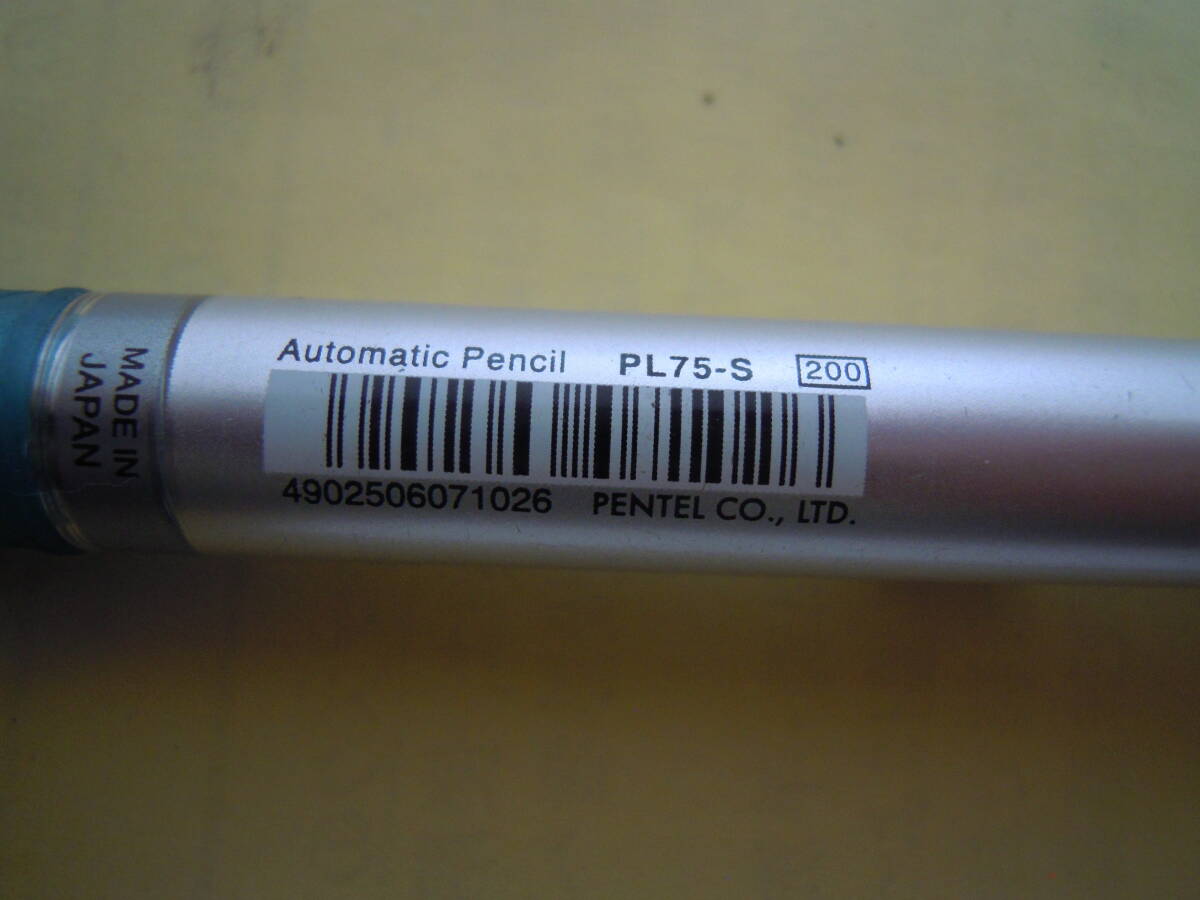 MADE IN
JAPAN
Automatic Pencil PL75-S 200
4902506071026 PENTEL CO., LTD.